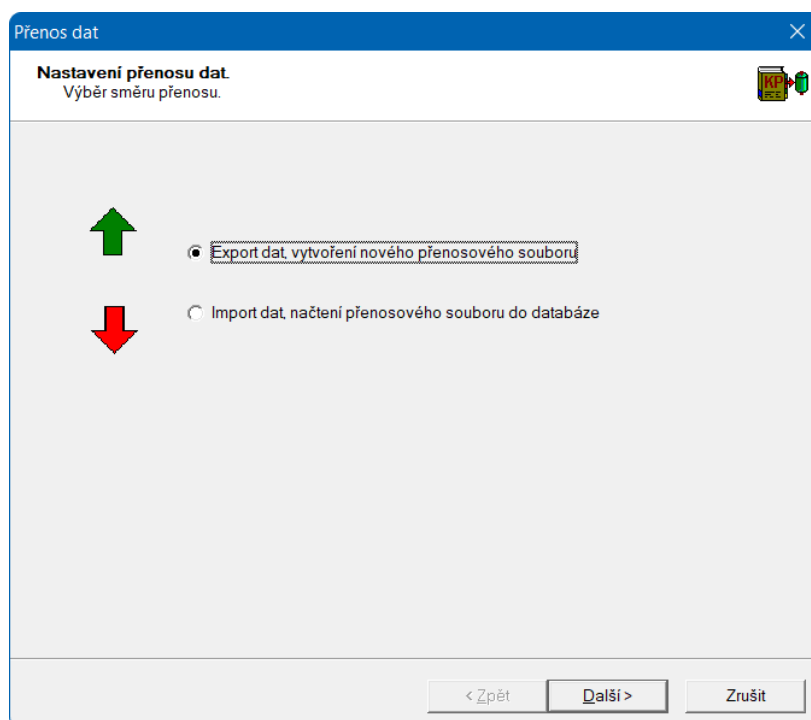 Přenos dat
Nastavení přenosu dat.
Výběr směru přenosu.
KP
Export dat, vytvoření nového přenosového souboru
Import dat, načtení přenosového souboru do databáze
< Zpět
Další >
Zrušit